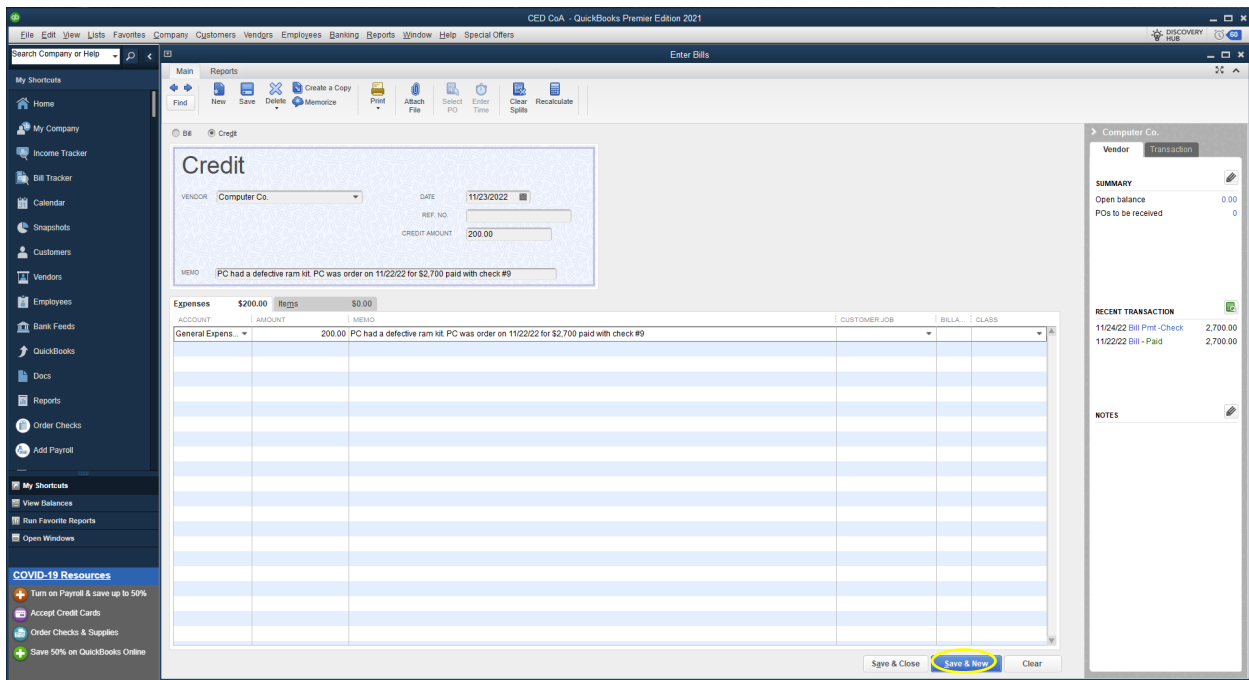 CED CoA - QuickBooks Premier Edition 2021
File Edit View Lists Favorites Company Customers Vendors Employees Banking Reports Window Help Special Offers
DISCOVERY HUB 60
Search Company or Help
Enter Bills
My Shortcuts
Home
My Company
Income Tracker
Bill Tracker
Calendar
Snapshots
Customers
Vendors
Employees
Bank Feeds
QuickBooks
Docs
Reports
Order Checks
Add Payroll
My Shortcuts
View Balances
Run Favorite Reports
Open Windows
COVID-19 Resources
Turn on Payroll & save up to 50%
Accept Credit Cards
Order Checks & Supplies
Save 50% on QuickBooks Online
Main Reports
Find New Save Delete Create a Copy Memorize Print Attach File Select PO Enter Time Clear Splits Recalculate
Bill Credit
Credit
VENDOR Computer Co. DATE 11/23/2022
REF. NO.
CREDIT AMOUNT 200.00
MEMO PC had a defective ram kit. PC was order on 11/22/22 for $2,700 paid with check #9
Expenses $200.00 Items $0.00
ACCOUNT AMOUNT MEMO CUSTOMER:JOB BILLA... CLASS
General Expens... 200.00 PC had a defective ram kit. PC was order on 11/22/22 for $2,700 paid with check #9
Save & Close Save & New Clear
Computer Co.
Vendor Transaction
SUMMARY
Open balance 0.00
POs to be received 0
RECENT TRANSACTION
11/24/22 Bill Pmt -Check 2,700.00
11/22/22 Bill - Paid 2,700.00
NOTES